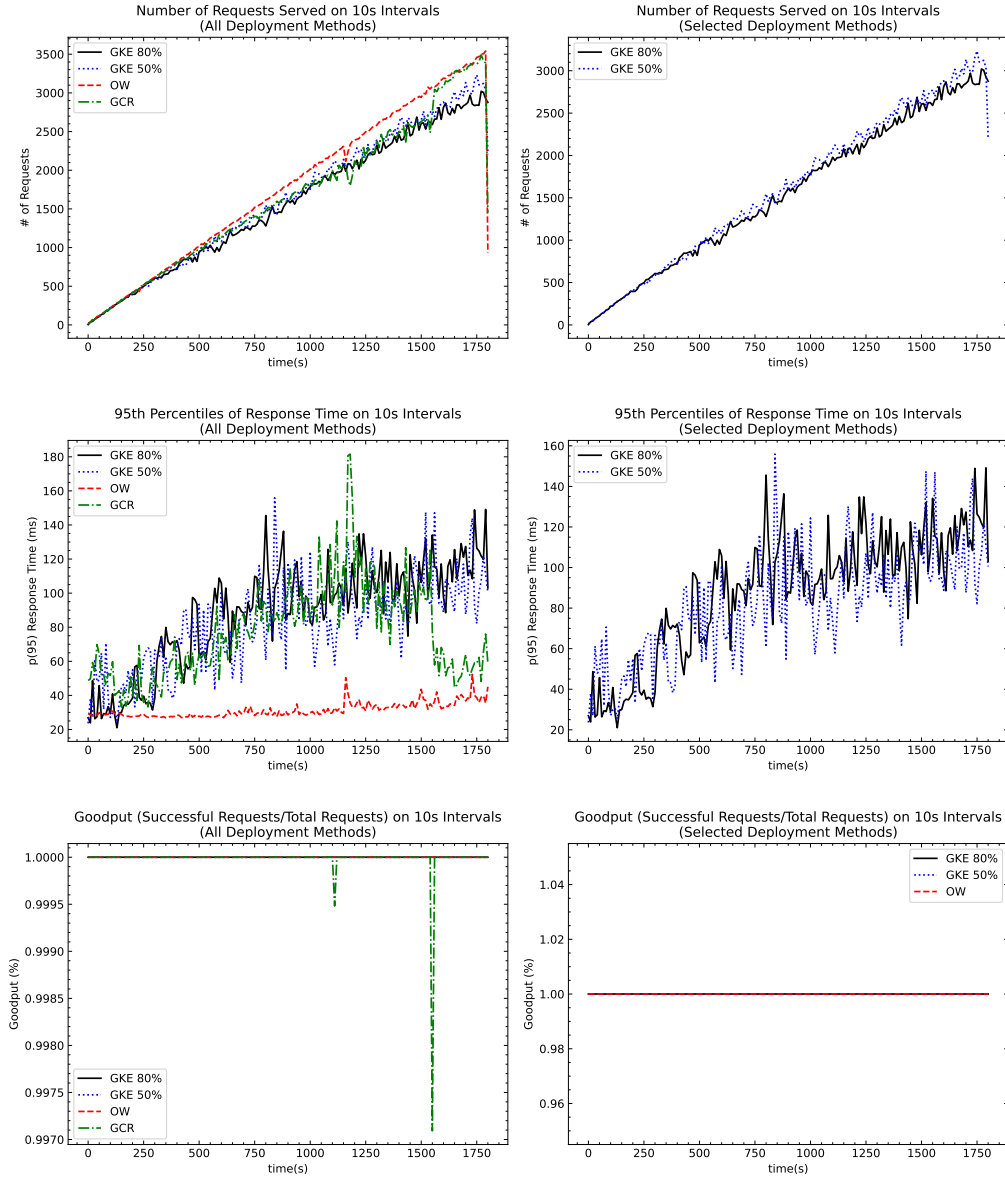 Number of Requests Served on 10s Intervals
(All Deployment Methods)
GKE 80%
GKE 50%
OW
GCR
# of Requests
3500
3000
2500
2000
1500
1000
500
0
0 250 500 750 1000 1250 1500 1750
time(s)
Number of Requests Served on 10s Intervals
(Selected Deployment Methods)
GKE 80%
GKE 50%
# of Requests
3000
2500
2000
1500
1000
500
0
0 250 500 750 1000 1250 1500 1750
time(s)
95th Percentiles of Response Time on 10s Intervals
(All Deployment Methods)
GKE 80%
GKE 50%
OW
GCR
p(95) Response Time (ms)
180
160
140
120
100
80
60
40
20
0 250 500 750 1000 1250 1500 1750
time(s)
95th Percentiles of Response Time on 10s Intervals
(Selected Deployment Methods)
GKE 80%
GKE 50%
p(95) Response Time (ms)
160
140
120
100
80
60
40
20
0 250 500 750 1000 1250 1500 1750
time(s)
Goodput (Successful Requests/Total Requests) on 10s Intervals
(All Deployment Methods)
GKE 80%
GKE 50%
OW
GCR
Goodput (%)
1.0000
0.9995
0.9990
0.9985
0.9980
0.9975
0.9970
0 250 500 750 1000 1250 1500 1750
time(s)
Goodput (Successful Requests/Total Requests) on 10s Intervals
(Selected Deployment Methods)
GKE 80%
GKE 50%
OW
Goodput (%)
1.04
1.02
1.00
0.98
0.96
0 250 500 750 1000 1250 1500 1750
time(s)